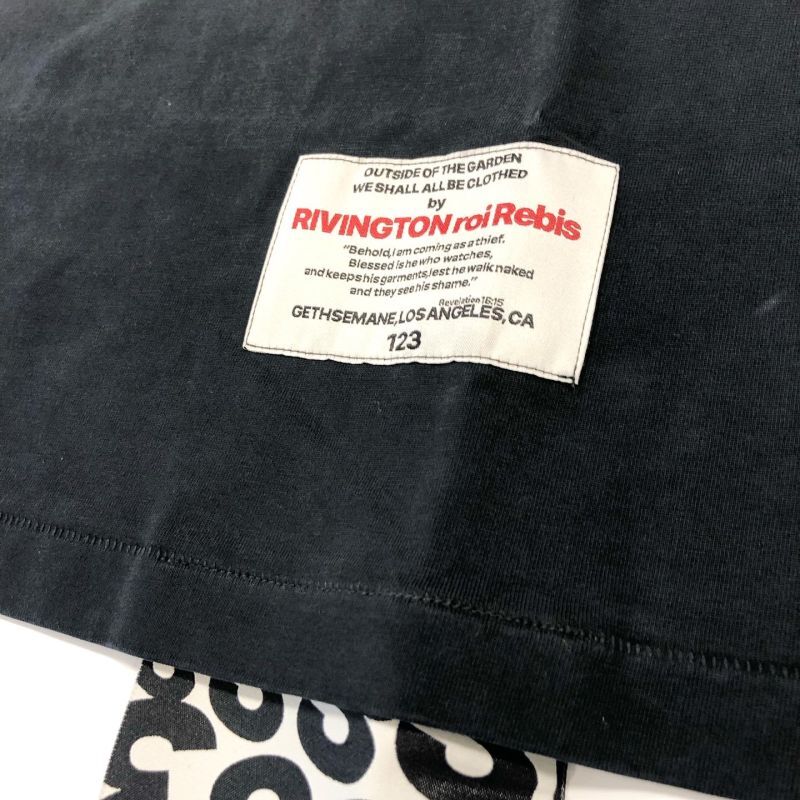 OUTSIDE OF THE GARDEN
WE SHALL ALL BE CLOTHED
by
RIVINGTON roi Rebis
"Behold, i am coming as a thief.
Blessed is he who watches,
and keeps his garments, lest he walk naked
and they see his shame."
Revelation 16:15
GETHSEMANE, LOS ANGELES, CA
123